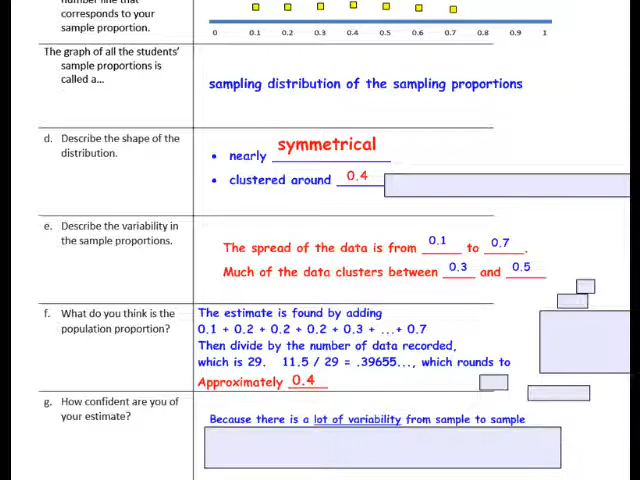 number line that
corresponds to your
sample proportion.
0 0.1 0.2 0.3 0.4 0.5 0.6 0.7 0.8 0.9 1
The graph of all the students'
sample proportions is
called a...
sampling distribution of the sampling proportions
d. Describe the shape of the
distribution.
• nearly symmetrical
• clustered around 0.4
e. Describe the variability in
the sample proportions.
The spread of the data is from 0.1 to 0.7.
Much of the data clusters between 0.3 and 0.5
f. What do you think is the
population proportion?
The estimate is found by adding
0.1 + 0.2 + 0.2 + 0.2 + 0.3 + ...+ 0.7
Then divide by the number of data recorded,
which is 29. 11.5 / 29 = .39655..., which rounds to
Approximately 0.4
g. How confident are you of
your estimate?
Because there is a lot of variability from sample to sample